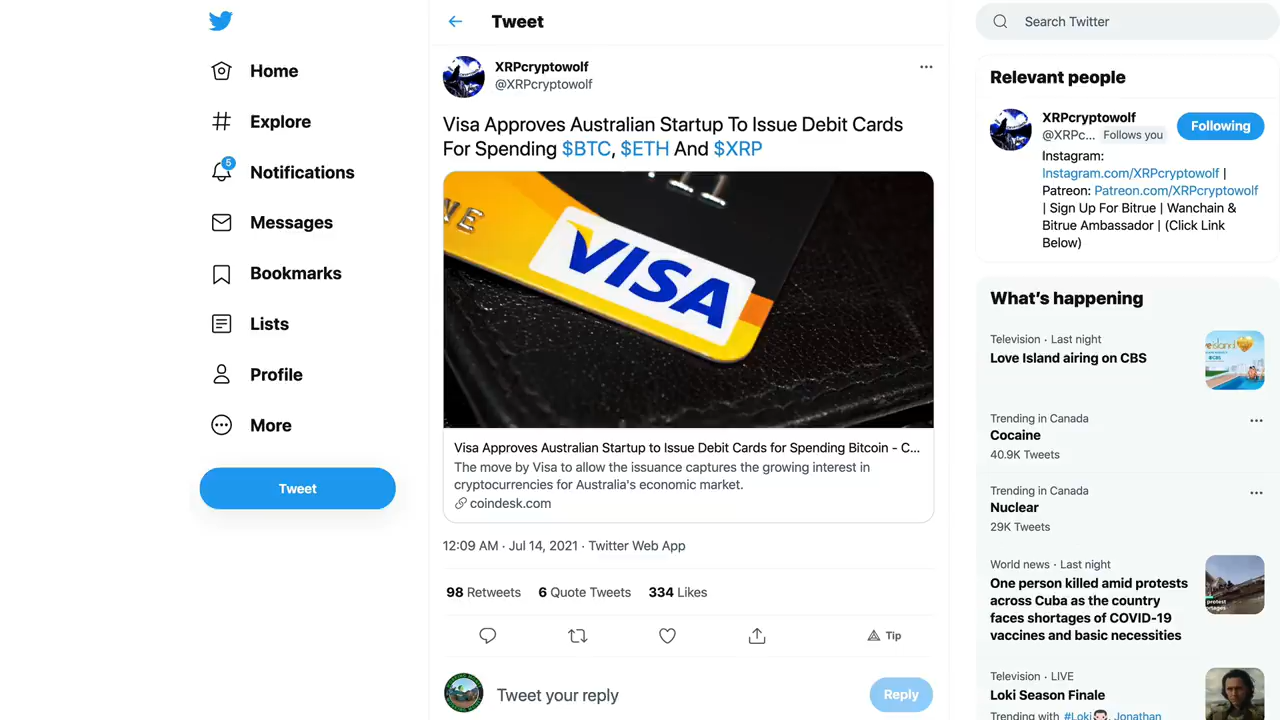 Home
Explore
5
Notifications
Messages
Bookmarks
Lists
Profile
More
Tweet
Tweet
XRPcryptowolf
@XRPcryptowolf
Visa Approves Australian Startup To Issue Debit Cards
For Spending $BTC, $ETH And $XRP
NE
VISA
Visa Approves Australian Startup to Issue Debit Cards for Spending Bitcoin - C...
The move by Visa to allow the issuance captures the growing interest in
cryptocurrencies for Australia's economic market.
coindesk.com
12:09 AM · Jul 14, 2021 · Twitter Web App
98 Retweets 6 Quote Tweets 334 Likes
Tip
Tweet your reply
Reply
Search Twitter
Relevant people
XRPcryptowolf
@XRPc... Follows you
Following
Instagram:
Instagram.com/XRPcryptowolf |
Patreon: Patreon.com/XRPcryptowolf
| Sign Up For Bitrue | Wanchain &
Bitrue Ambassador | (Click Link
Below)
What's happening
Television · Last night
Love Island airing on CBS
Trending in Canada
Cocaine
40.9K Tweets
Trending in Canada
Nuclear
29K Tweets
World news · Last night
One person killed amid protests
across Cuba as the country
faces shortages of COVID-19
vaccines and basic necessities
Television · LIVE
Loki Season Finale
Trending with #Loki, Jonathan